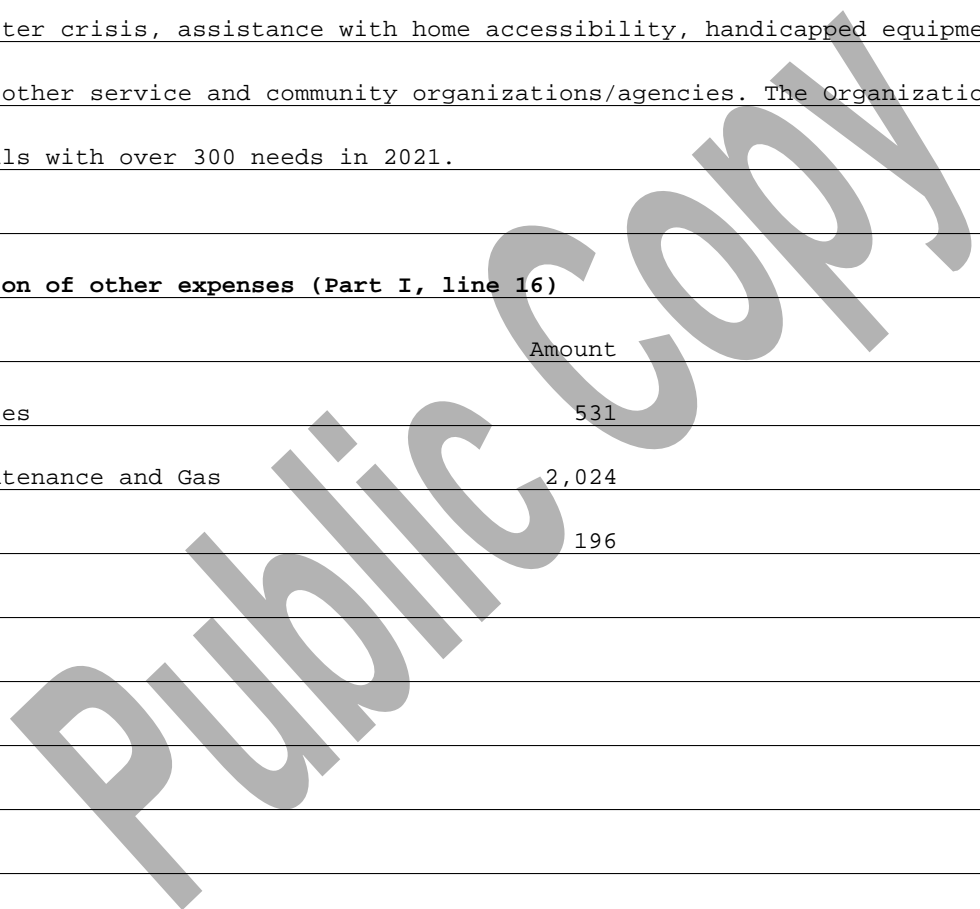 ter crisis, assistance with home accessibility, handicapped equipme
other service and community organizations/agencies. The Organizatio
ls with over 300 needs in 2021.
on of other expenses (Part I, line 16)
Amount
es 531
tenance and Gas 2,024
196
Public Copy